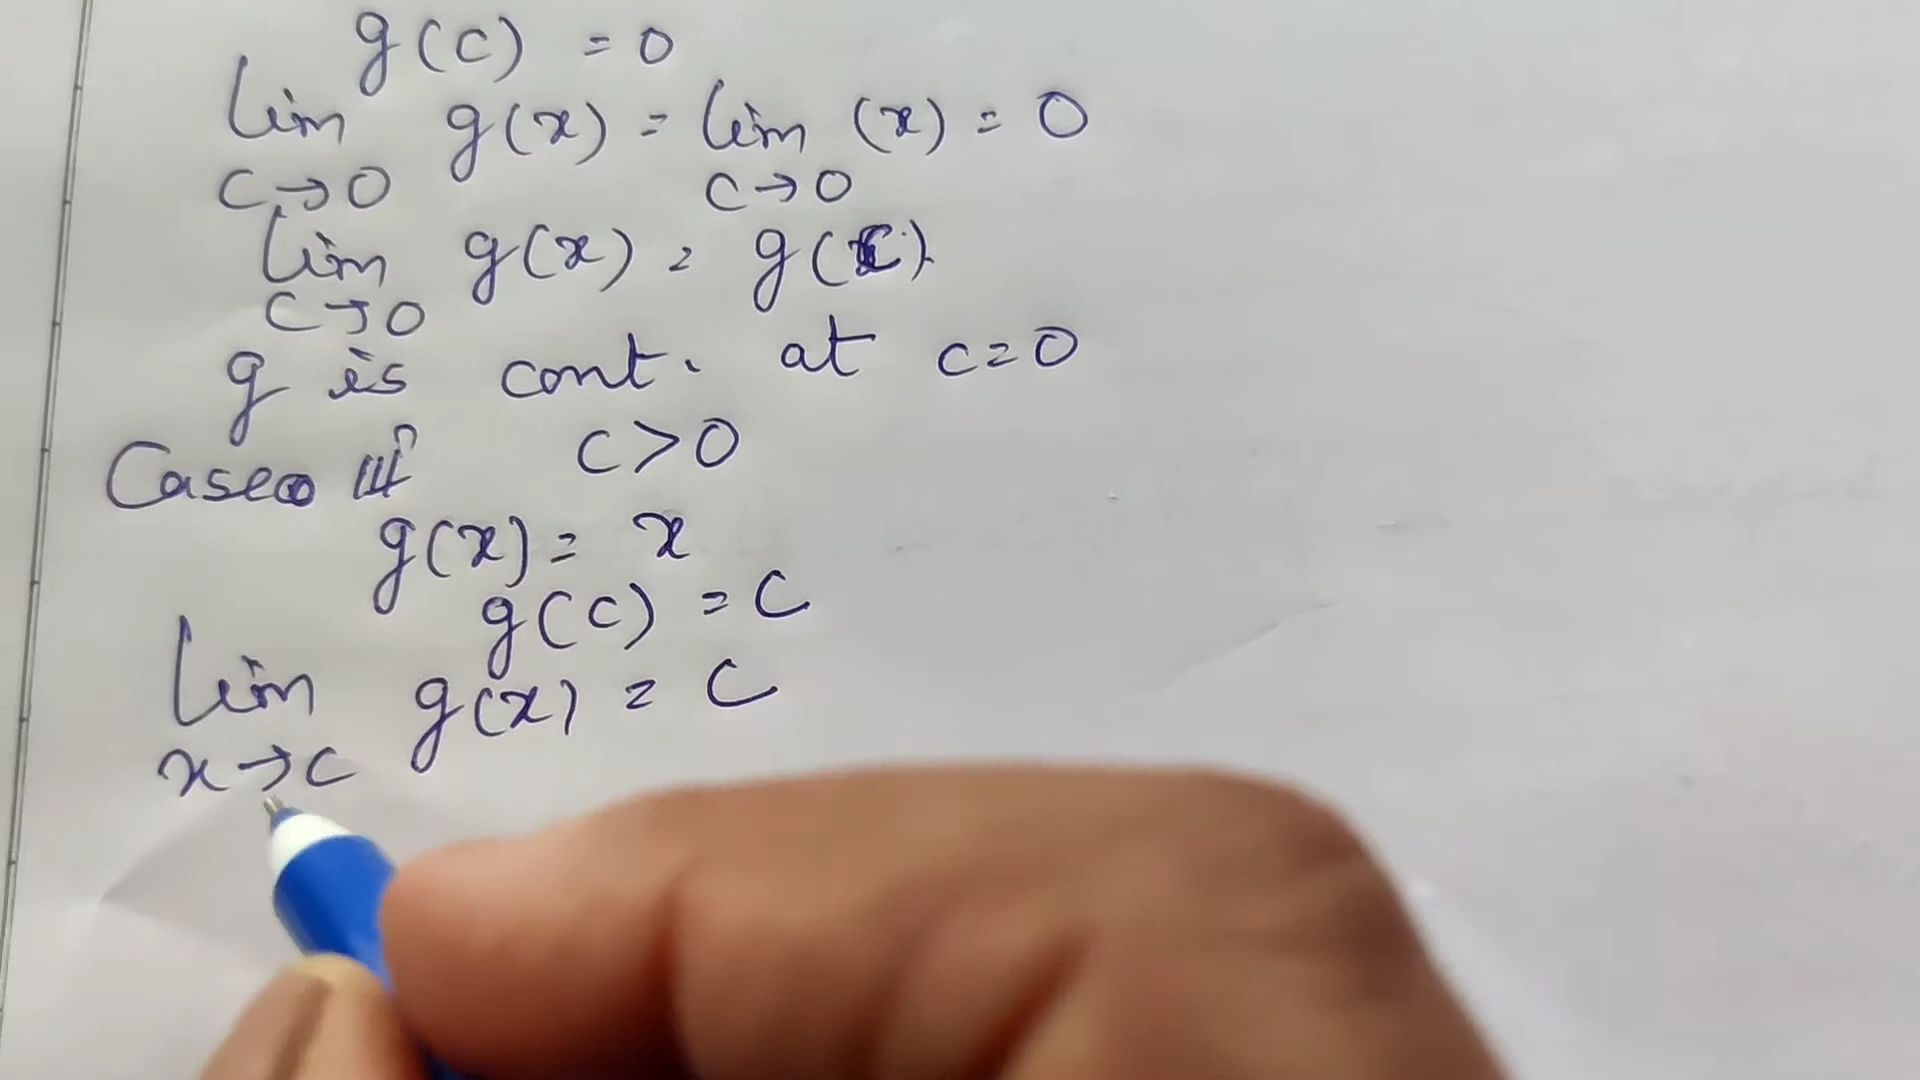 g(c) = 0
lim g(x) = lim (x) = 0
c→0 c→0
lim g(x) = g(c)
c→0
g is cont. at c=0
Case III c>0
g(x) = x
g(c) = c
lim g(x) = c
x→c